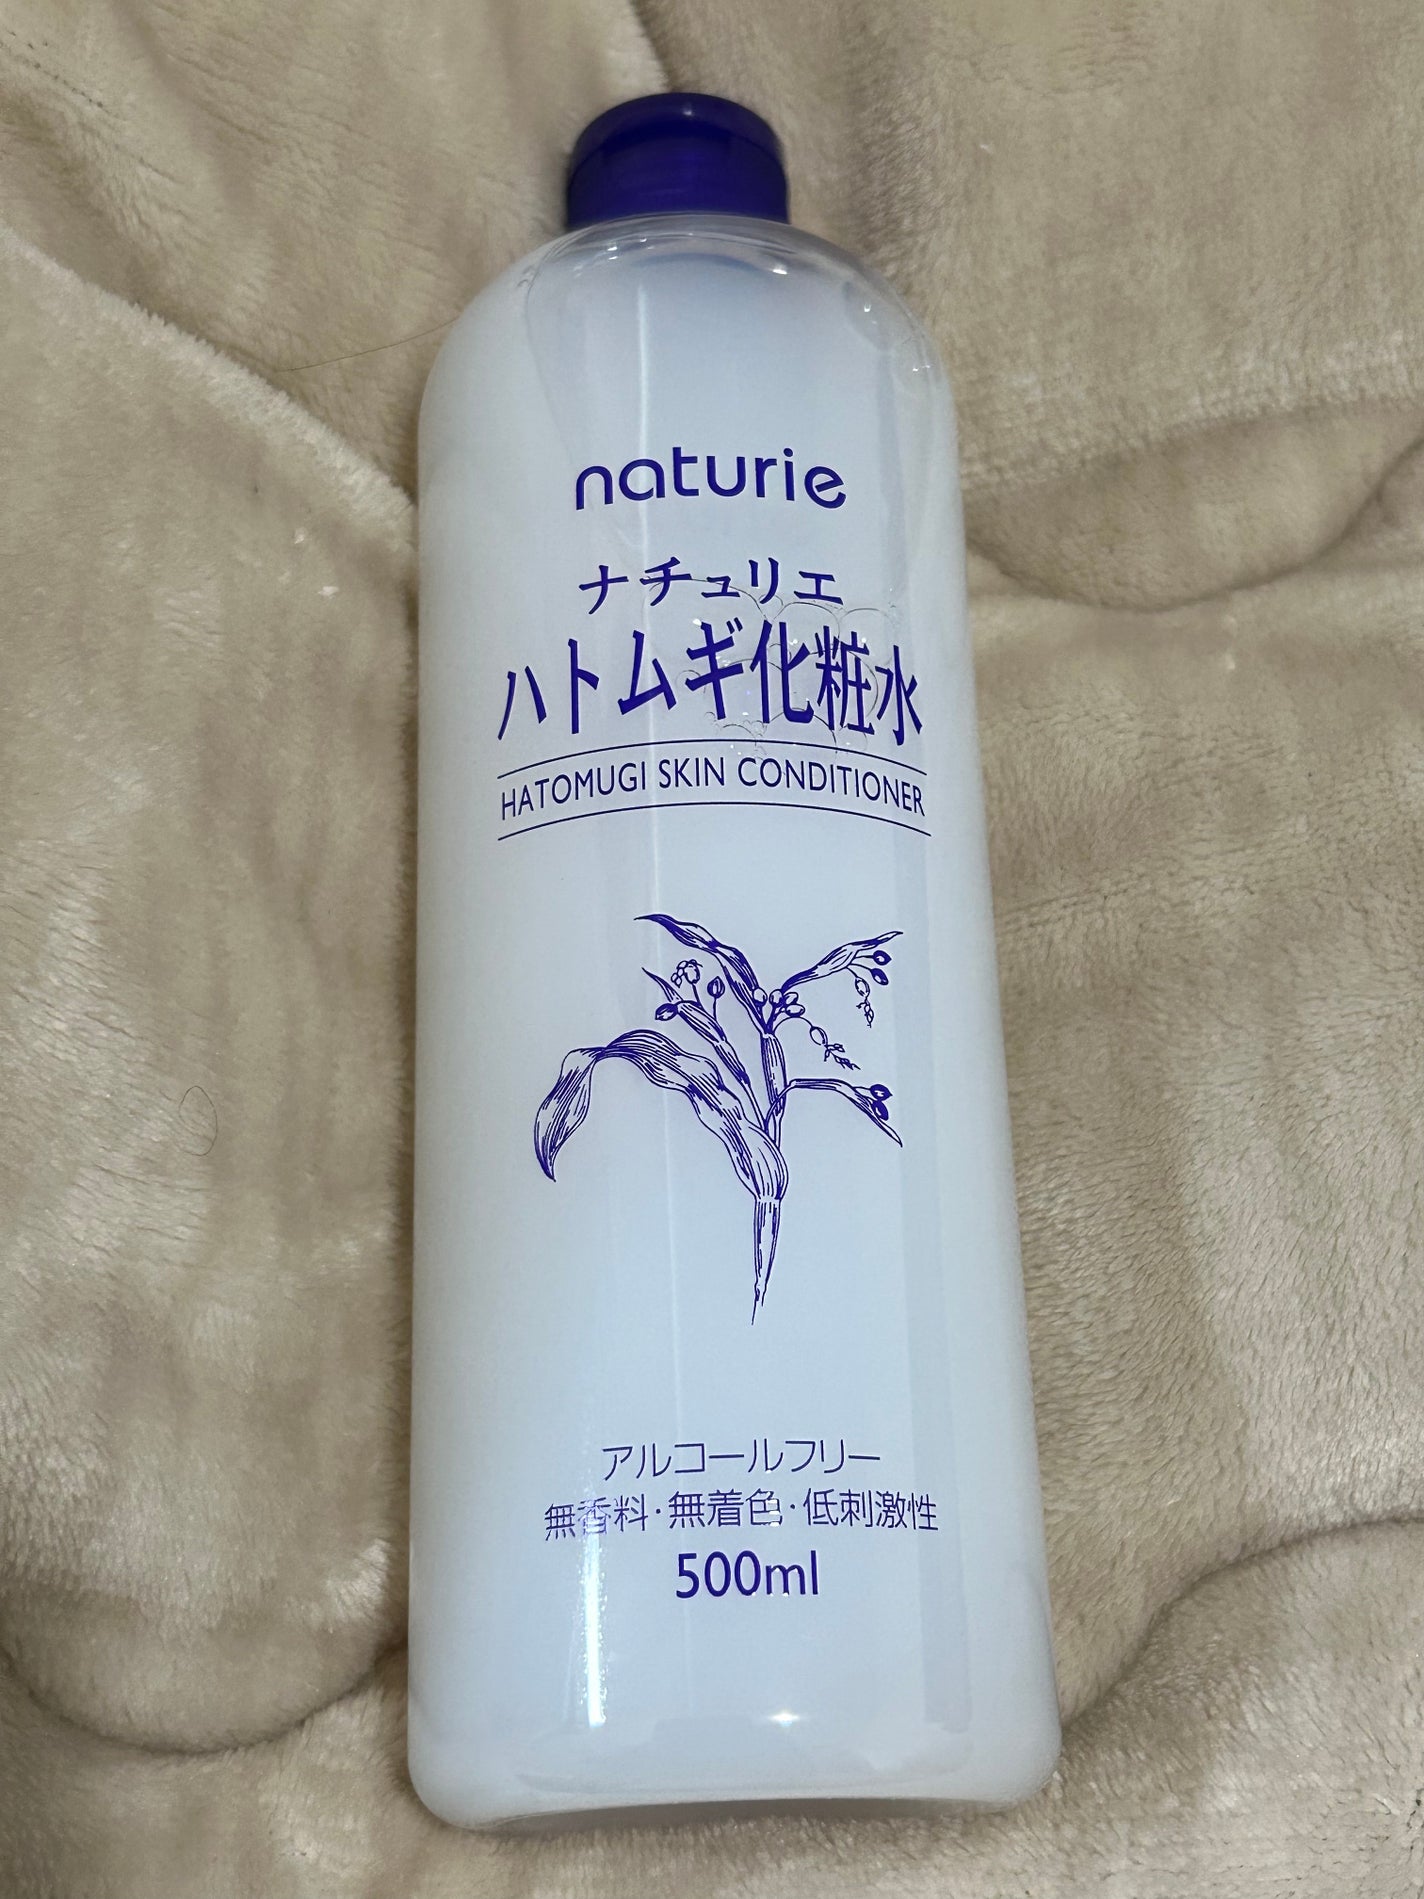 naturie
ナチュリエ
ハトムギ化粧水
HATOMUGI SKIN CONDITIONER
アルコールフリー
無香料・無着色・低刺激性
500ml